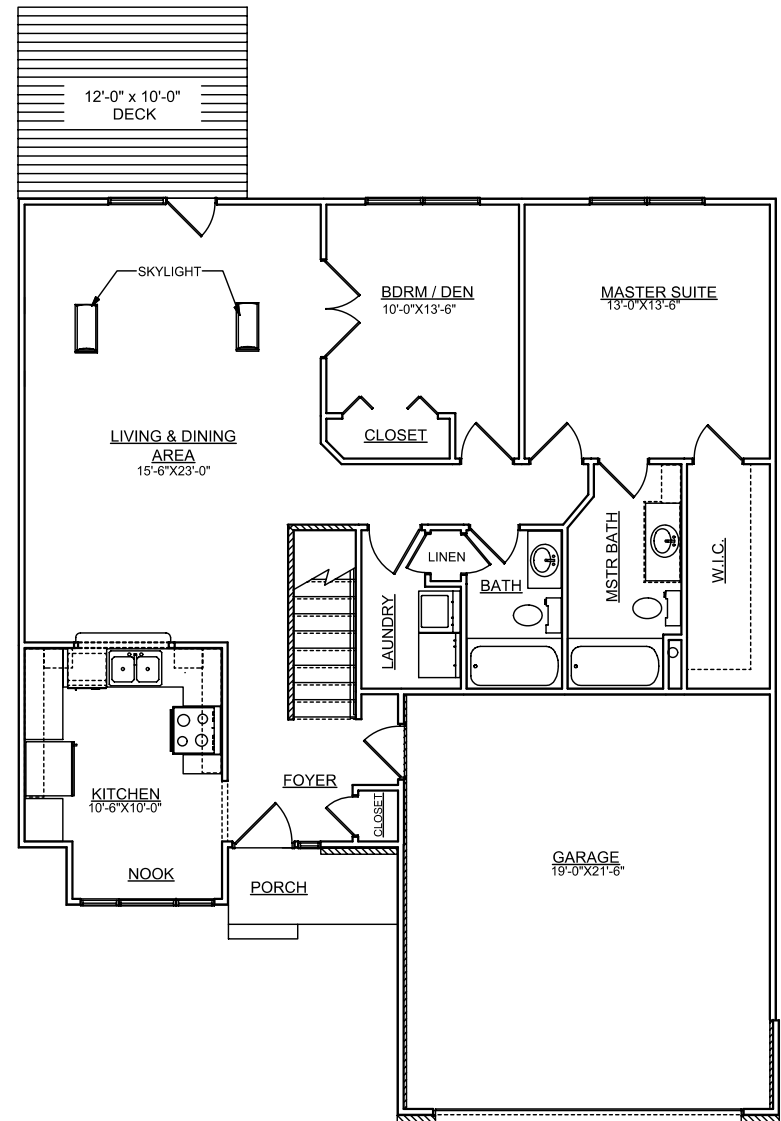 12'-0" x 10'-0"
DECK
SKYLIGHT
BDRM / DEN
10'-0"X13'-6"
MASTER SUITE
13'-0"X13'-6"
LIVING & DINING
AREA
15'-6"X23'-0"
CLOSET
LINEN
BATH
MSTR BATH
W.I.C.
LAUNDRY
FOYER
KITCHEN
10'-6"X10'-0"
CLOSET
NOOK
PORCH
GARAGE
19'-0"X21'-6"